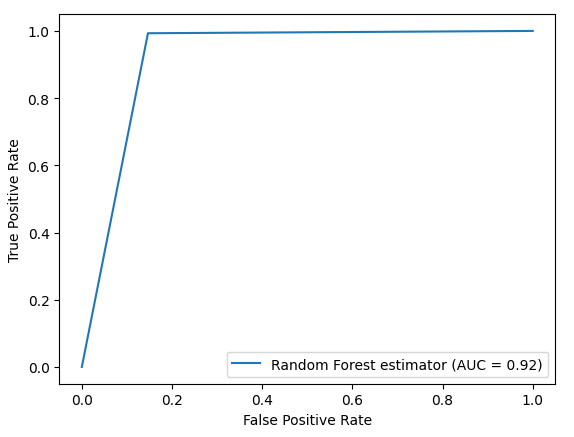 1.0
0.8
0.6
0.4
0.2
0.0
True Positive Rate
Random Forest estimator (AUC = 0.92)
0.0 0.2 0.4 0.6 0.8 1.0
False Positive Rate